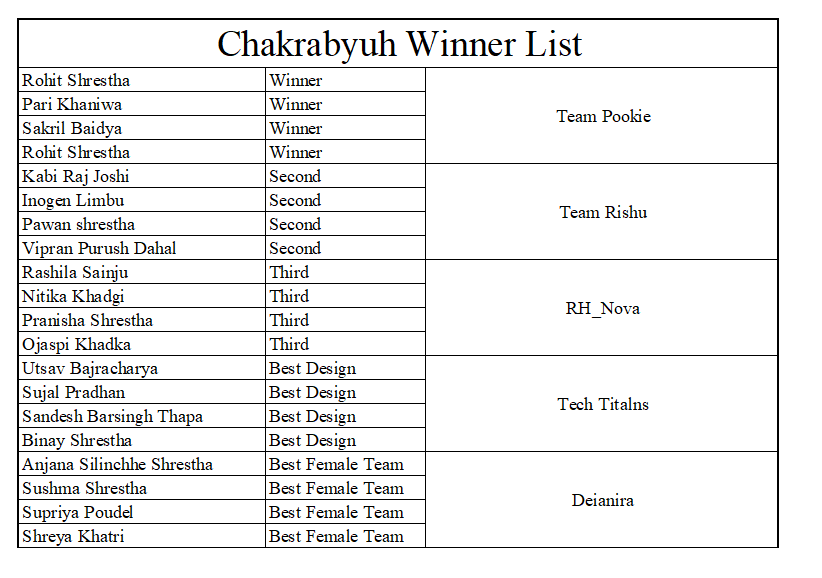 Chakrabyuh Winner List
Rohit Shrestha Winner
Pari Khaniwa Winner
Team Pookie
Sakril Baidya Winner
Rohit Shrestha Winner
Kabi Raj Joshi Second
Inogen Limbu Second
Team Rishu
Pawan shrestha Second
Vipran Purush Dahal Second
Rashila Sainju Third
Nitika Khadgi Third
RH_Nova
Pranisha Shrestha Third
Ojaspi Khadka Third
Utsav Bajracharya Best Design
Sujal Pradhan Best Design
Tech Titalns
Sandesh Barsingh Thapa Best Design
Binay Shrestha Best Design
Anjana Silinchhe Shrestha Best Female Team
Sushma Shrestha Best Female Team
Deianira
Supriya Poudel Best Female Team
Shreya Khatri Best Female Team